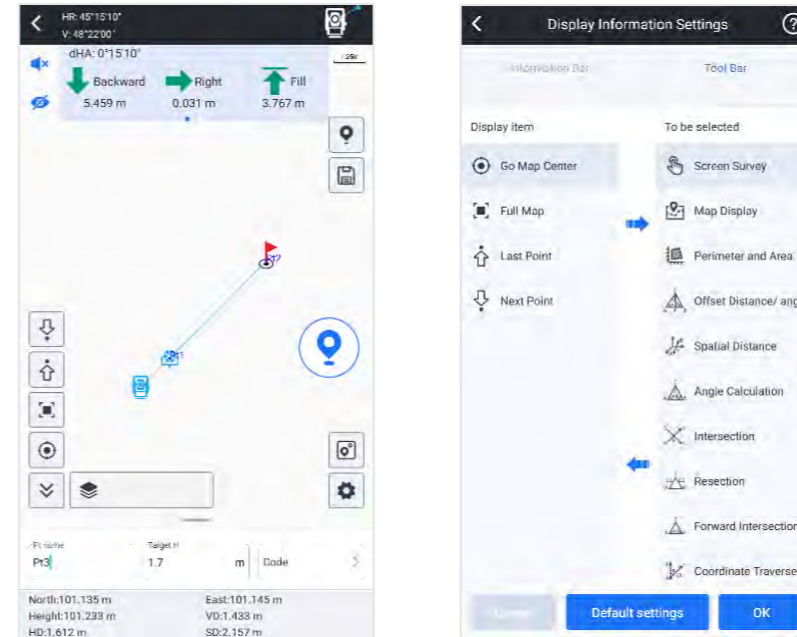 HR: 45°15'10"
V: 48°22'00"
dHA: 0°15'10"
Backward Right Fill
5.459 m 0.031 m 3.767 m
Pt name Target H
Pt3 1.7 m Code
North:101.135 m East:101.145 m
Height:101.233 m VD:1.433 m
HD:1.612 m SD:2.157 m
Display Information Settings
Information Bar Tool Bar
Display item To be selected
Go Map Center Screen Survey
Full Map Map Display
Last Point Perimeter and Area
Next Point Offset Distance/ ang
Spatial Distance
Angle Calculation
Intersection
Resection
Forward Intersection
Coordinate Traverse
Default settings OK